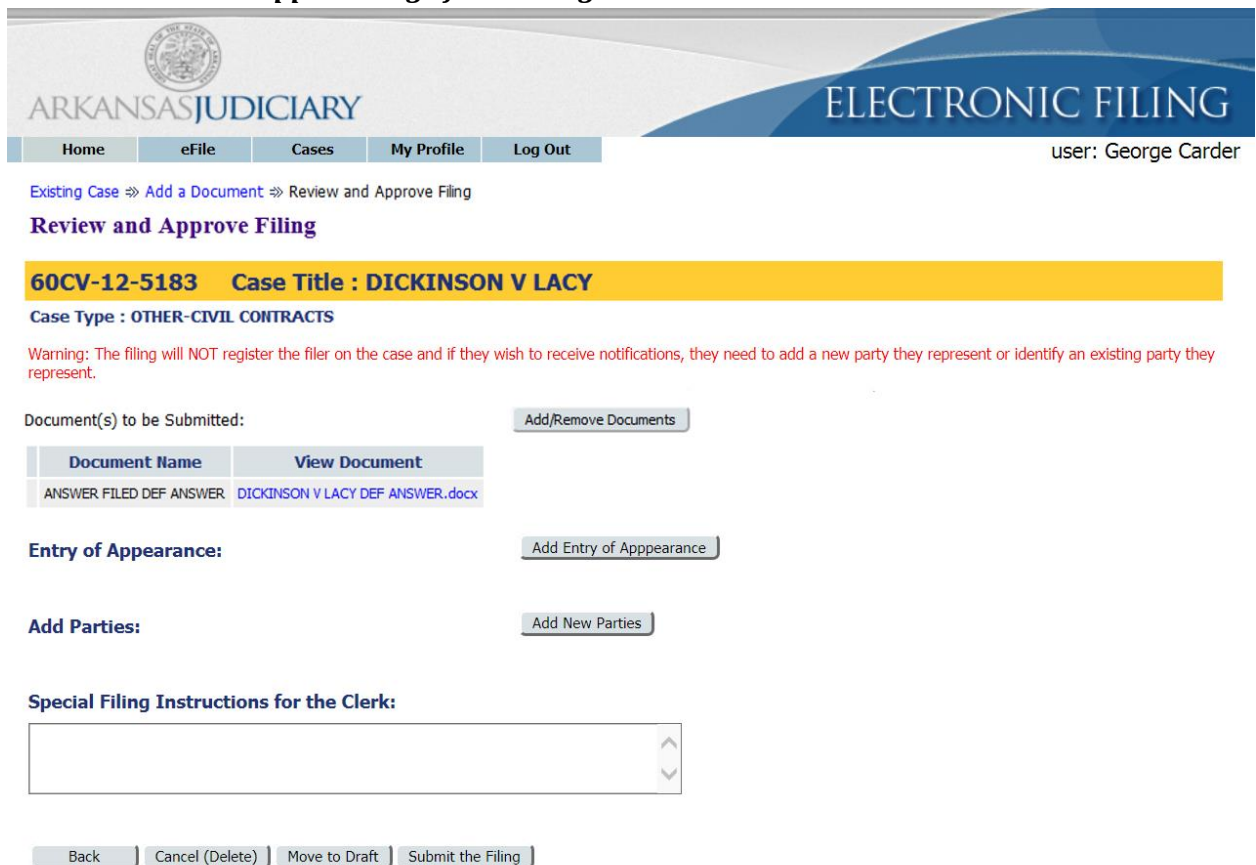 ARKANSASJUDICIARY
ELECTRONIC FILING
Home eFile Cases My Profile Log Out
user: George Carder
Existing Case ⇒ Add a Document ⇒ Review and Approve Filing
Review and Approve Filing
60CV-12-5183 Case Title : DICKINSON V LACY
Case Type : OTHER-CIVIL CONTRACTS
Warning: The filing will NOT register the filer on the case and if they wish to receive notifications, they need to add a new party they represent or identify an existing party they
represent.
Document(s) to be Submitted: Add/Remove Documents
Document Name View Document
ANSWER FILED DEF ANSWER DICKINSON V LACY DEF ANSWER.docx
Entry of Appearance: Add Entry of Apppearance
Add Parties: Add New Parties
Special Filing Instructions for the Clerk:
Back Cancel (Delete) Move to Draft Submit the Filing